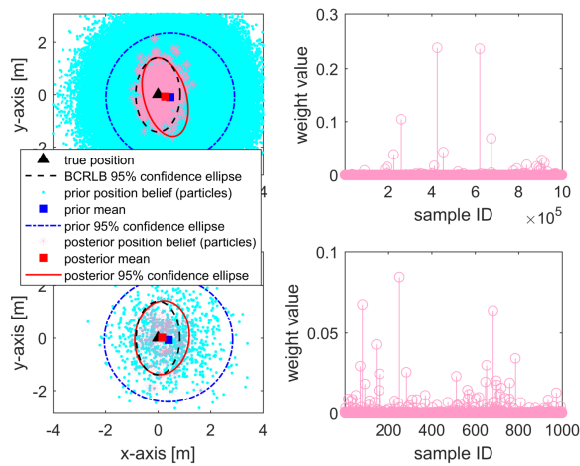 y-axis [m]
2
0
-2
true position
BCRLB 95% confidence ellipse
prior position belief (particles)
prior mean
prior 95% confidence ellipse
posterior position belief (particles)
posterior mean
posterior 95% confidence ellipse
y-axis [m]
2
0
-2
-4 -2 0 2 4
x-axis [m]
weight value
0.3
0.2
0.1
0
2 4 6 8 10
sample ID
×10⁵
weight value
0.1
0.05
0
200 400 600 800 1000
sample ID